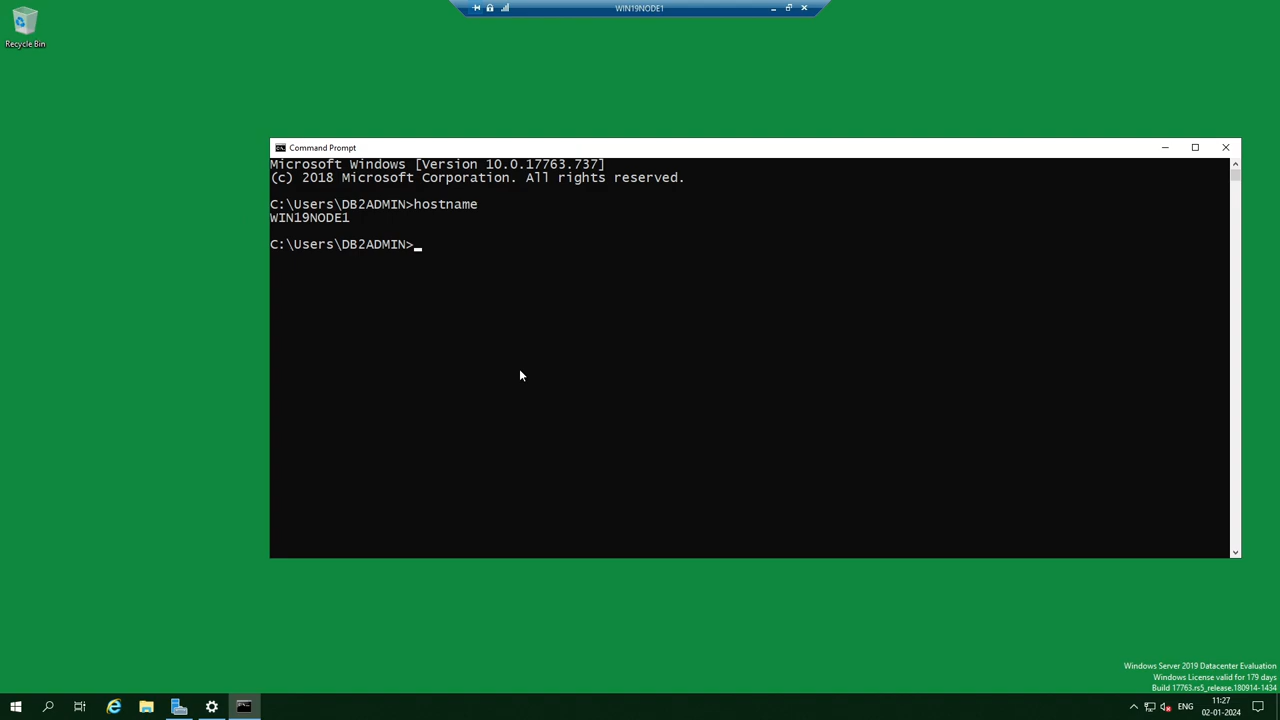 WIN19NODE1
Recycle Bin
Command Prompt
Microsoft Windows [Version 10.0.17763.737]
(c) 2018 Microsoft Corporation. All rights reserved.
C:\Users\DB2ADMIN>hostname
WIN19NODE1
C:\Users\DB2ADMIN>_
Windows Server 2019 Datacenter Evaluation
Windows License valid for 179 days
Build 17763.rs5_release.180914-1434
ENG
11:27
02-01-2024